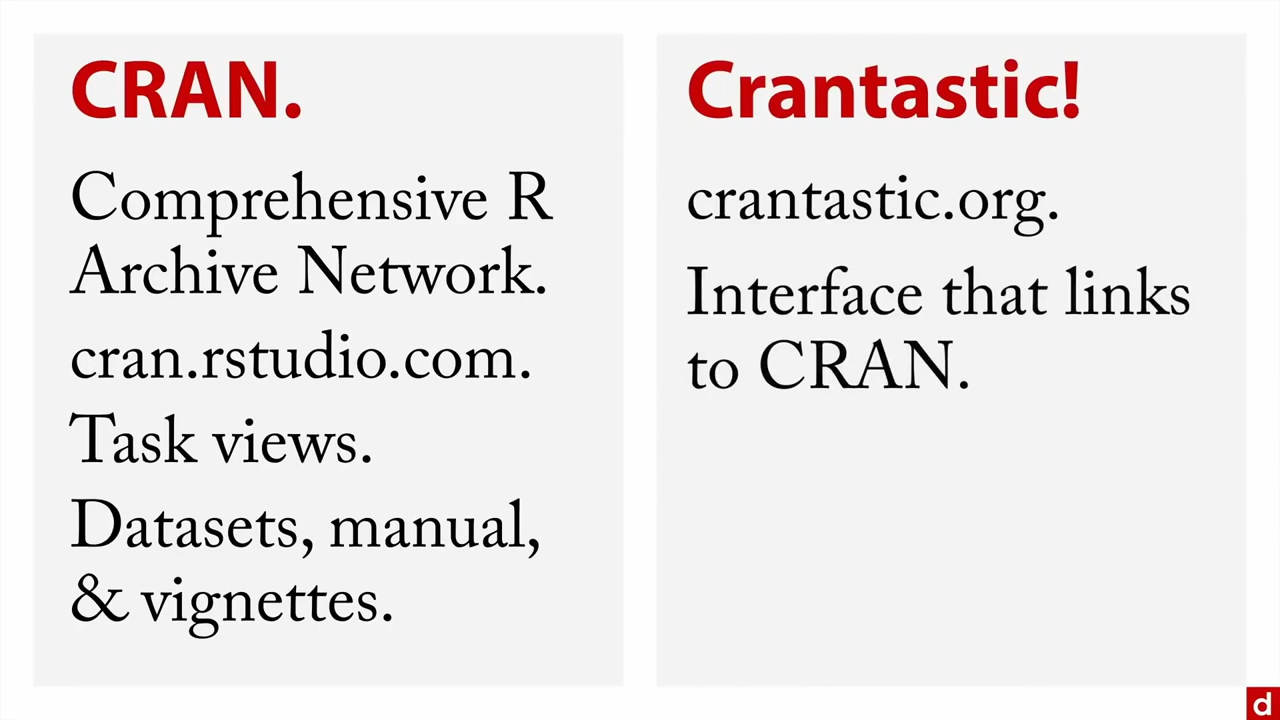 CRAN.
Comprehensive R
Archive Network.
cran.rstudio.com.
Task views.
Datasets, manual,
& vignettes.
Crantastic!
crantastic.org.
Interface that links
to CRAN.
d